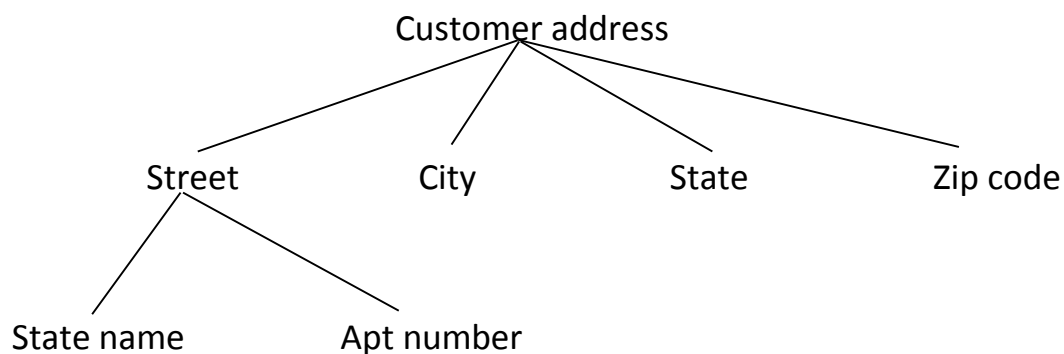 Customer address
Street City State Zip code
State name Apt number